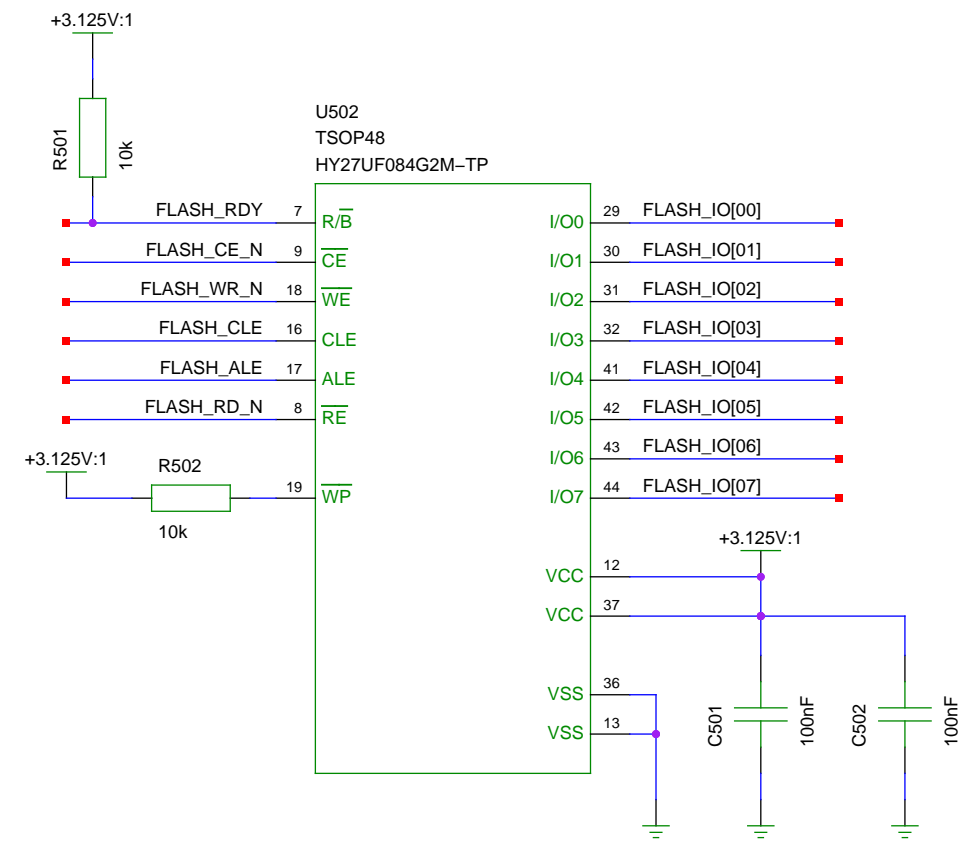 +3.125V:1
R501
10k
U502
TSOP48
HY27UF084G2M–TP
FLASH_RDY 7 R/B I/O0 29 FLASH_IO[00]
FLASH_CE_N 9 CE I/O1 30 FLASH_IO[01]
FLASH_WR_N 18 WE I/O2 31 FLASH_IO[02]
FLASH_CLE 16 CLE I/O3 32 FLASH_IO[03]
FLASH_ALE 17 ALE I/O4 41 FLASH_IO[04]
FLASH_RD_N 8 RE I/O5 42 FLASH_IO[05]
I/O6 43 FLASH_IO[06]
+3.125V:1
R502
19 WP I/O7 44 FLASH_IO[07]
10k
+3.125V:1
VCC 12
VCC 37
VSS 36
VSS 13
C501
100nF
C502
100nF